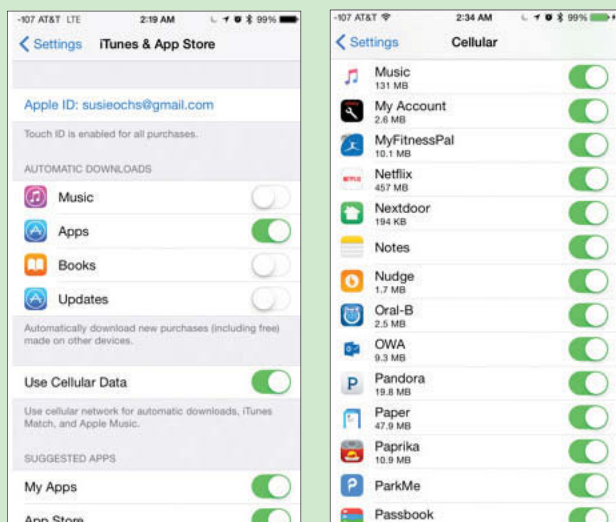 -107 AT&T LTE 2:19 AM 99%
Settings iTunes & App Store
Apple ID: susieochs@gmail.com
Touch ID is enabled for all purchases.
AUTOMATIC DOWNLOADS
Music
Apps
Books
Updates
Automatically download new purchases (including free)
made on other devices.
Use Cellular Data
Use cellular network for automatic downloads, iTunes
Match, and Apple Music.
SUGGESTED APPS
My Apps
App Store
-107 AT&T 2:34 AM 99%
Settings Cellular
Music
131 MB
My Account
2.6 MB
MyFitnessPal
10.1 MB
NETFLIX
Netflix
457 MB
Nextdoor
194 KB
Notes
Nudge
1.7 MB
Oral-B
2.5 MB
OWA
9.3 MB
P
Pandora
19.8 MB
Paper
47.9 MB
Paprika
10.9 MB
P
ParkMe
Passbook